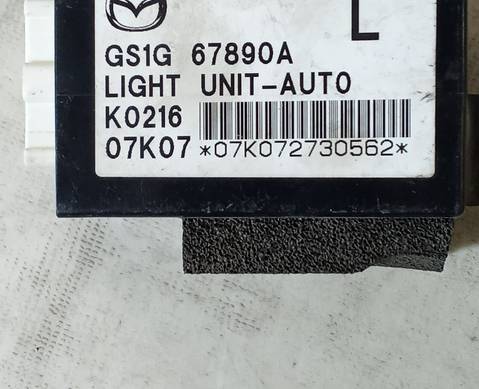 L
GS1G 67890A
LIGHT UNIT-AUTO
K0216
07K07 *07K072730562*